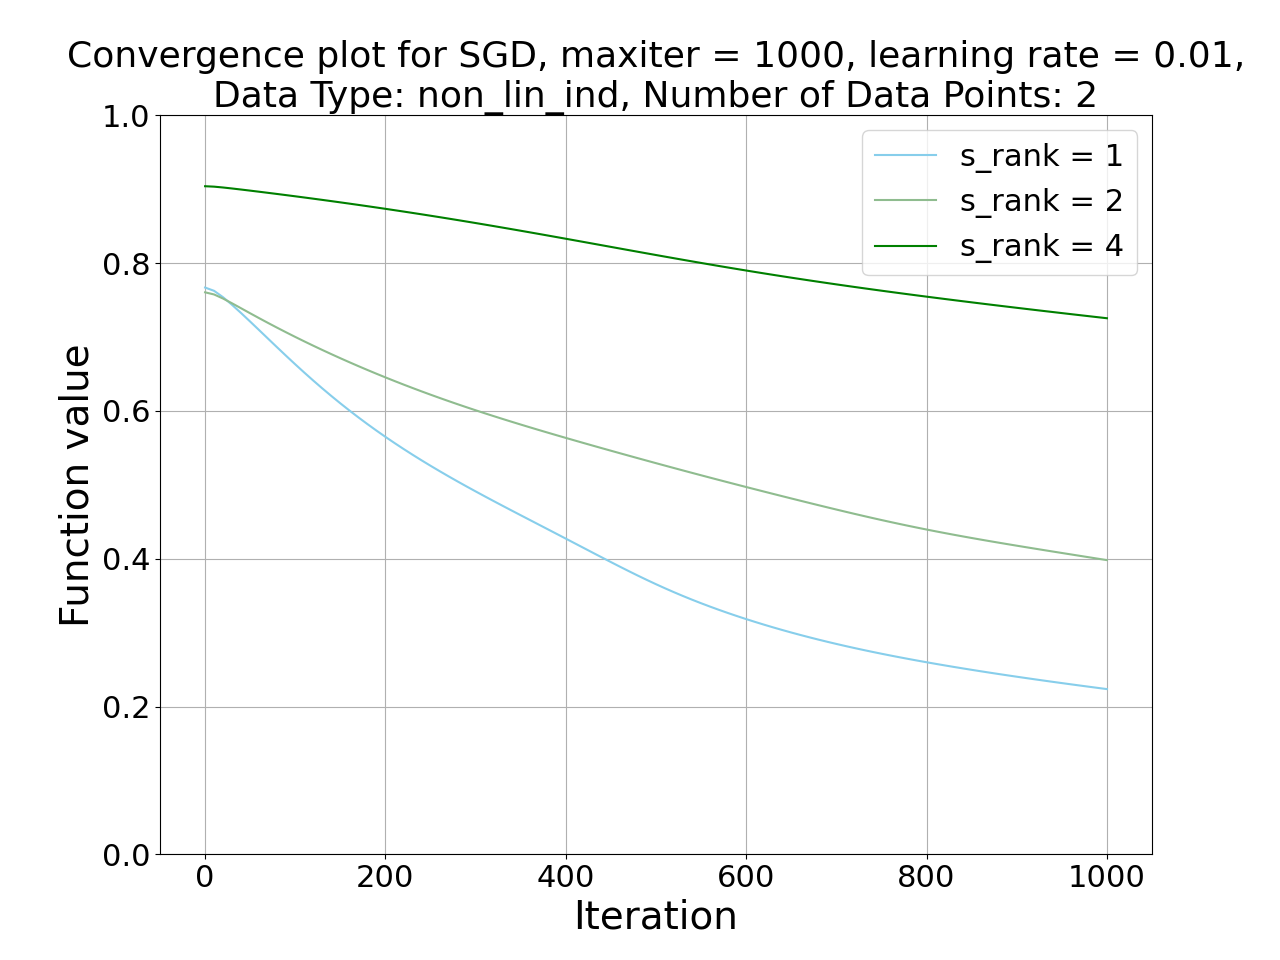 Convergence plot for SGD, maxiter = 1000, learning rate = 0.01,
Data Type: non_lin_ind, Number of Data Points: 2
1.0
0.8
0.6
0.4
0.2
0.0
Function value
s_rank = 1
s_rank = 2
s_rank = 4
0 200 400 600 800 1000
Iteration